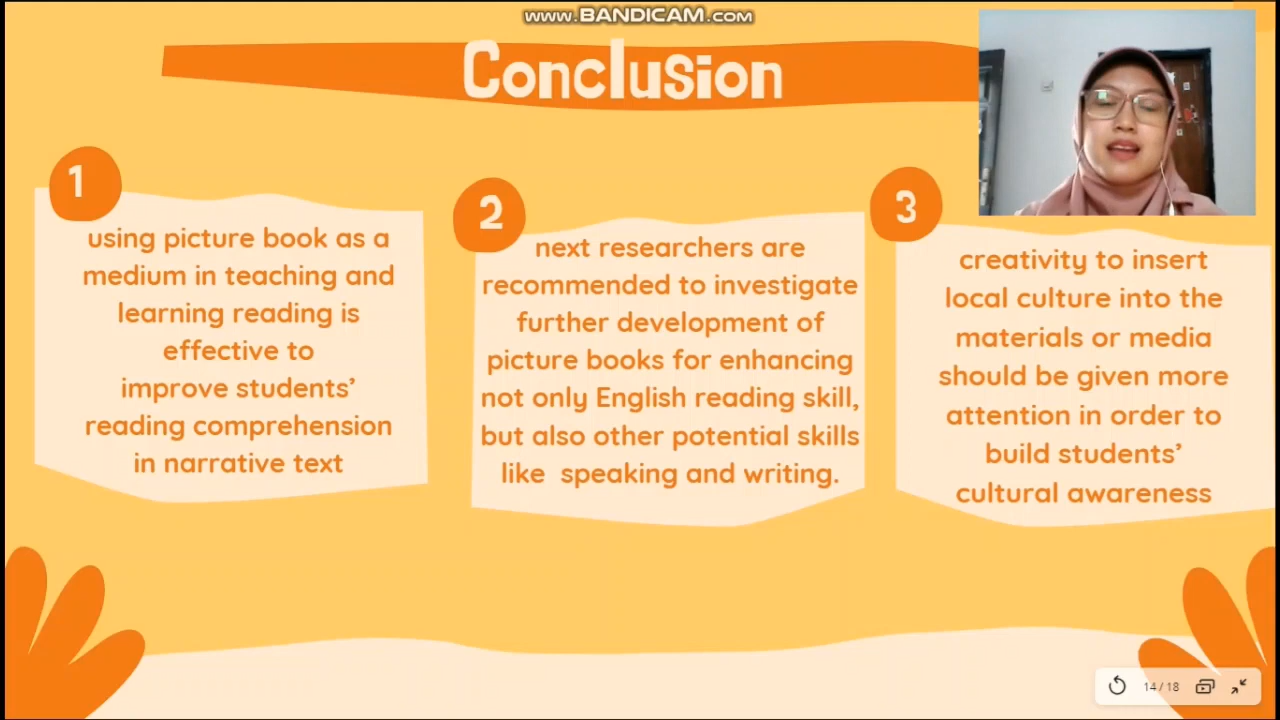 www.BANDICAM.com
Conclusion
1
using picture book as a
medium in teaching and
learning reading is
effective to
improve students’
reading comprehension
in narrative text
2
next researchers are
recommended to investigate
further development of
picture books for enhancing
not only English reading skill,
but also other potential skills
like speaking and writing.
3
creativity to insert
local culture into the
materials or media
should be given more
attention in order to
build students’
cultural awareness
14 / 18